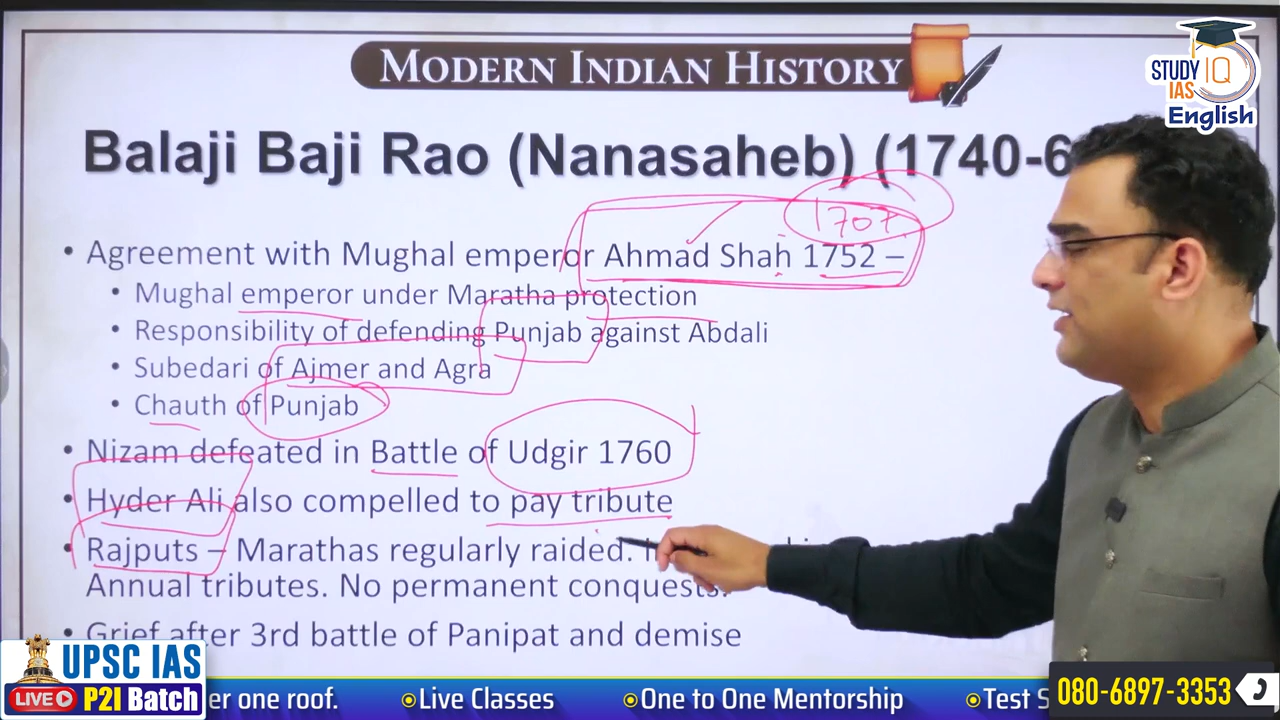 MODERN INDIAN HISTORY
STUDY IQ
IAS
English
Balaji Baji Rao (Nanasaheb) (1740-6
1707
• Agreement with Mughal emperor Ahmad Shah 1752 –
• Mughal emperor under Maratha protection
• Responsibility of defending Punjab against Abdali
• Subedari of Ajmer and Agra
• Chauth of Punjab
• Nizam defeated in Battle of Udgir 1760
• Hyder Ali also compelled to pay tribute
• Rajputs – Marathas regularly raided.
Annual tributes. No permanent conquests.
• Grief after 3rd battle of Panipat and demise
UPSC IAS
LIVE P2I Batch
er one roof. Live Classes One to One Mentorship Test S
080-6897-3353